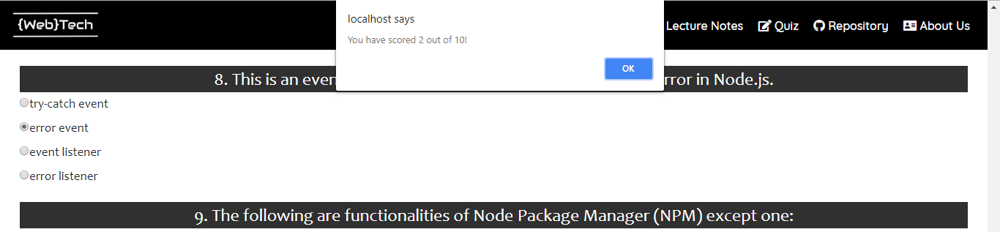 {Web}Tech
localhost says
You have scored 2 out of 10!
OK
Lecture Notes Quiz Repository About Us
8. This is an even rror in Node.js.
try-catch event
error event
event listener
error listener
9. The following are functionalities of Node Package Manager (NPM) except one: